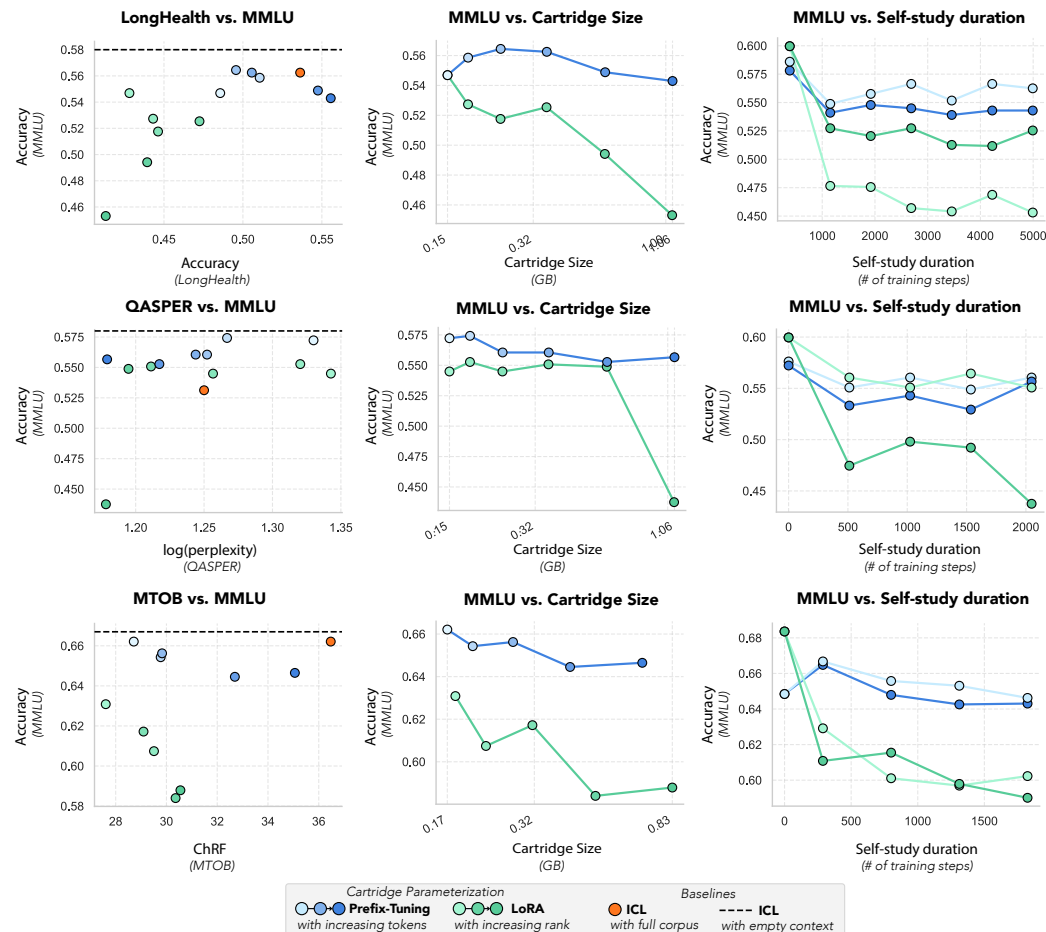 LongHealth vs. MMLU
MMLU vs. Cartridge Size
MMLU vs. Self-study duration
0.58
0.56
0.54
0.52
0.50
0.48
0.46
Accuracy
(MMLU)
0.45
0.50
0.55
Accuracy
(LongHealth)
0.56
0.54
0.52
0.50
0.48
0.46
Accuracy
(MMLU)
0.15
0.32
1.06
Cartridge Size
(GB)
0.600
0.575
0.550
0.525
0.500
0.475
0.450
Accuracy
(MMLU)
1000
2000
3000
4000
5000
Self-study duration
(# of training steps)
QASPER vs. MMLU
MMLU vs. Cartridge Size
MMLU vs. Self-study duration
0.575
0.550
0.525
0.500
0.475
0.450
Accuracy
(MMLU)
1.20
1.25
1.30
1.35
log(perplexity)
(QASPER)
0.575
0.550
0.525
0.500
0.475
0.450
Accuracy
(MMLU)
0.15
0.32
1.06
Cartridge Size
(GB)
0.60
0.55
0.50
0.45
Accuracy
(MMLU)
0
500
1000
1500
2000
Self-study duration
(# of training steps)
MTOB vs. MMLU
MMLU vs. Cartridge Size
MMLU vs. Self-study duration
0.66
0.64
0.62
0.60
0.58
Accuracy
(MMLU)
28
30
32
34
36
ChRF
(MTOB)
0.66
0.64
0.62
0.60
Accuracy
(MMLU)
0.17
0.32
0.83
Cartridge Size
(GB)
0.68
0.66
0.64
0.62
0.60
Accuracy
(MMLU)
0
500
1000
1500
Self-study duration
(# of training steps)
Cartridge Parameterization
Baselines
Prefix-Tuning
LoRA
ICL
ICL
with increasing tokens
with increasing rank
with full corpus
with empty context